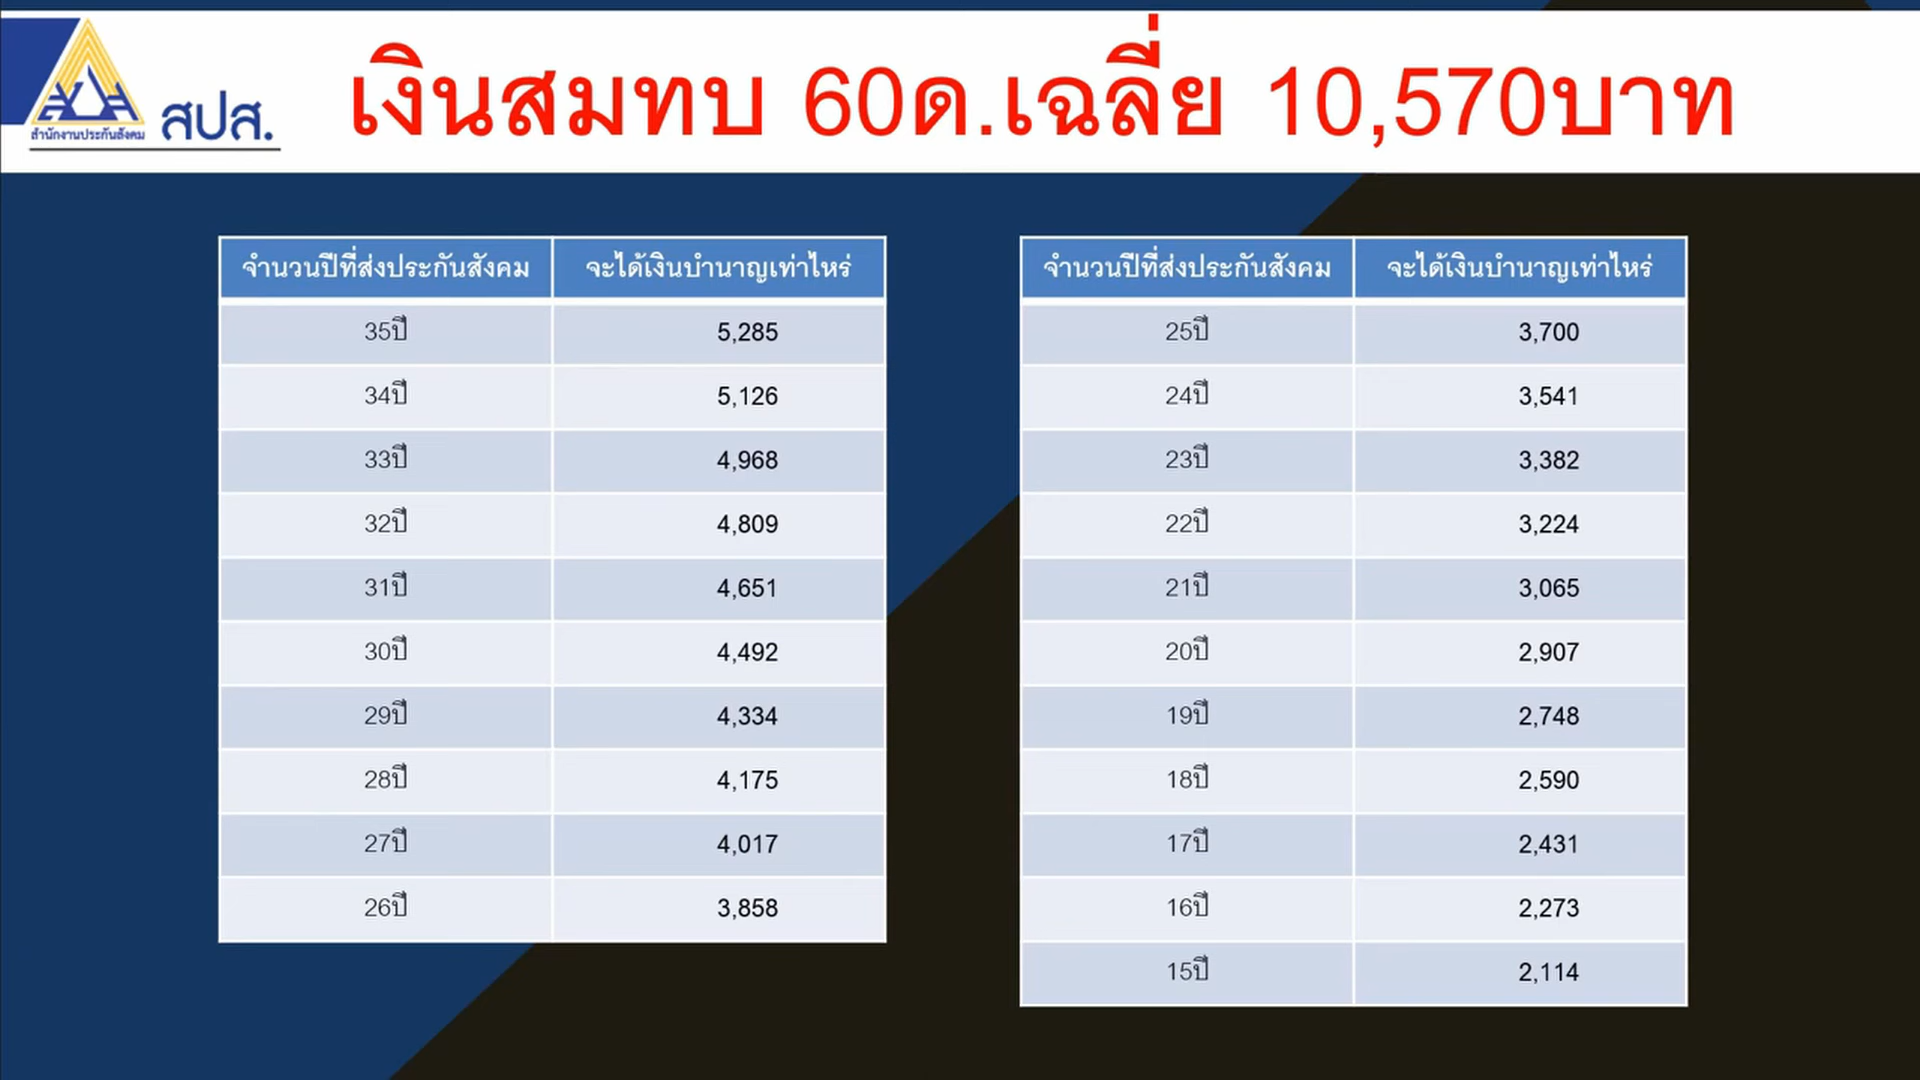 สปส.
สำนักงานประกันสังคม
เงินสมทบ 60ด.เฉลี่ย 10,570บาท
จำนวนปีที่ส่งประกันสังคม จะได้เงินบำนาญเท่าไหร่
35ปี 5,285
34ปี 5,126
33ปี 4,968
32ปี 4,809
31ปี 4,651
30ปี 4,492
29ปี 4,334
28ปี 4,175
27ปี 4,017
26ปี 3,858
จำนวนปีที่ส่งประกันสังคม จะได้เงินบำนาญเท่าไหร่
25ปี 3,700
24ปี 3,541
23ปี 3,382
22ปี 3,224
21ปี 3,065
20ปี 2,907
19ปี 2,748
18ปี 2,590
17ปี 2,431
16ปี 2,273
15ปี 2,114